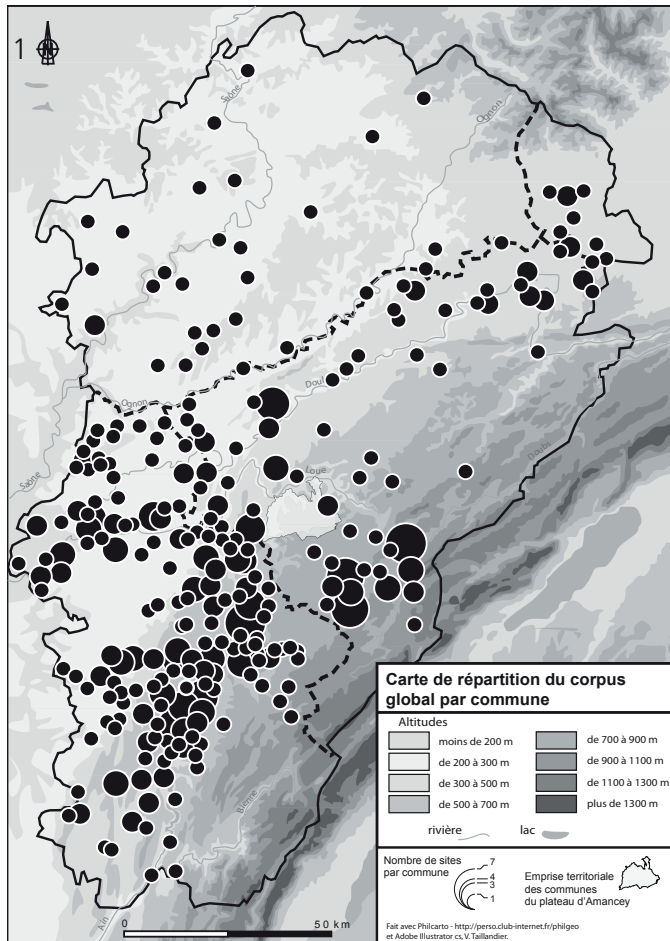 1
Saône
Ognon
Ognon
Doubs
Saône
Loue
Doubs
Bienne
Ain
0
50 km
Carte de répartition du corpus
global par commune
Altitudes
moins de 200 m
de 200 à 300 m
de 300 à 500 m
de 500 à 700 m
de 700 à 900 m
de 900 à 1100 m
de 1100 à 1300 m
plus de 1300 m
rivière
lac
Nombre de sites
par commune
7
4
3
1
Emprise territoriale
des communes
du plateau d'Amancey
Fait avec Philcarto - http://perso.club-internet.fr/philgeo
et Adobe Illustrator cs, V. Taillandier.